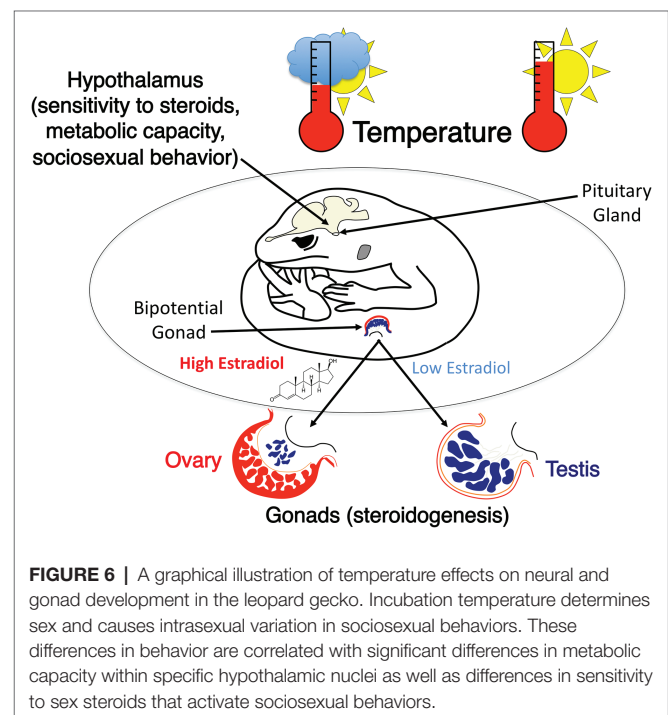 Hypothalamus
(sensitivity to steroids,
metabolic capacity,
sociosexual behavior)
Temperature
Pituitary
Gland
Bipotential
Gonad
High Estradiol
Low Estradiol
OH
H
H
H
O
Ovary
Testis
Gonads (steroidogenesis)
FIGURE 6 | A graphical illustration of temperature effects on neural and
gonad development in the leopard gecko. Incubation temperature determines
sex and causes intrasexual variation in sociosexual behaviors. These
differences in behavior are correlated with significant differences in metabolic
capacity within specific hypothalamic nuclei as well as differences in sensitivity
to sex steroids that activate sociosexual behaviors.